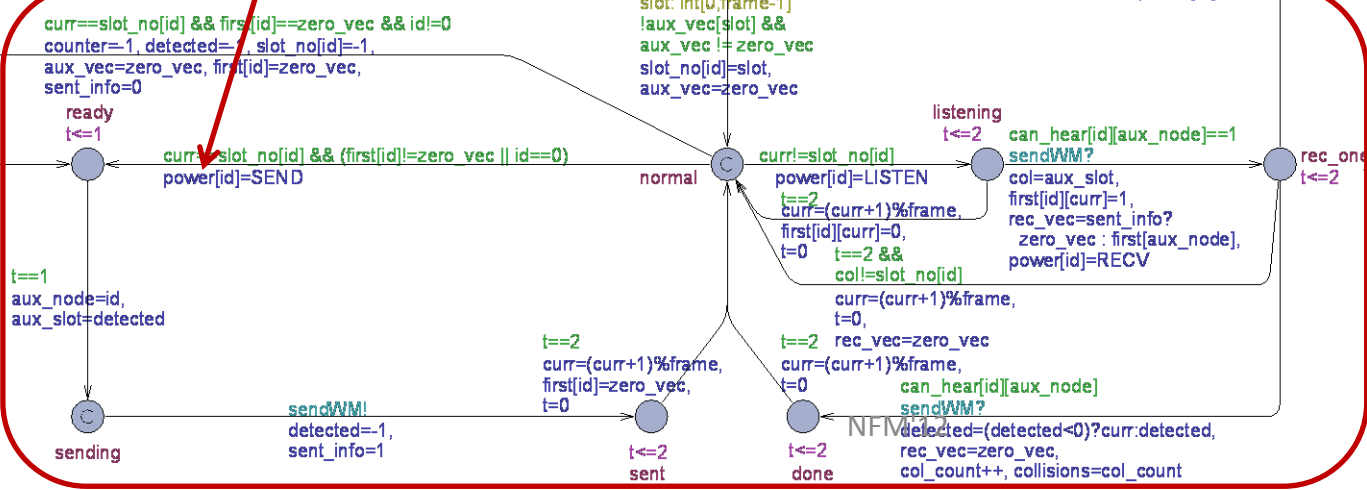 slot: int[0,frame-1]
!aux_vec[slot] &&
aux_vec != zero_vec
slot_no[id]=slot,
aux_vec=zero_vec
curr==slot_no[id] && first[id]==zero_vec && id!=0
counter=-1, detected=-1, slot_no[id]=-1,
aux_vec=zero_vec, first[id]=zero_vec,
sent_info=0
ready
t<=1
slot_no[id] && (first[id]!=zero_vec || id==0)
power[id]=SEND
normal
curr!=slot_no[id]
power[id]=LISTEN
listening
t<=2
can_hear[id][aux_node]==1
sendWM?
col=aux_slot,
first[id][curr]=1,
rec_vec=sent_info?
zero_vec : first[aux_node],
power[id]=RECV
rec_one
t<=2
t==2
curr=(curr+1)%frame,
first[id][curr]=0,
t=0
t==2 &&
col!=slot_no[id]
curr=(curr+1)%frame,
t=0,
rec_vec=zero_vec
t==1
aux_node=id,
aux_slot=detected
sending
sendWM!
detected=-1,
sent_info=1
t==2
curr=(curr+1)%frame,
first[id]=zero_vec,
t=0
t<=2
sent
t==2
curr=(curr+1)%frame,
t=0
t<=2
done
can_hear[id][aux_node]
sendWM?
detected=(detected<0)?curr:detected,
rec_vec=zero_vec,
col_count++, collisions=col_count
NFM'12